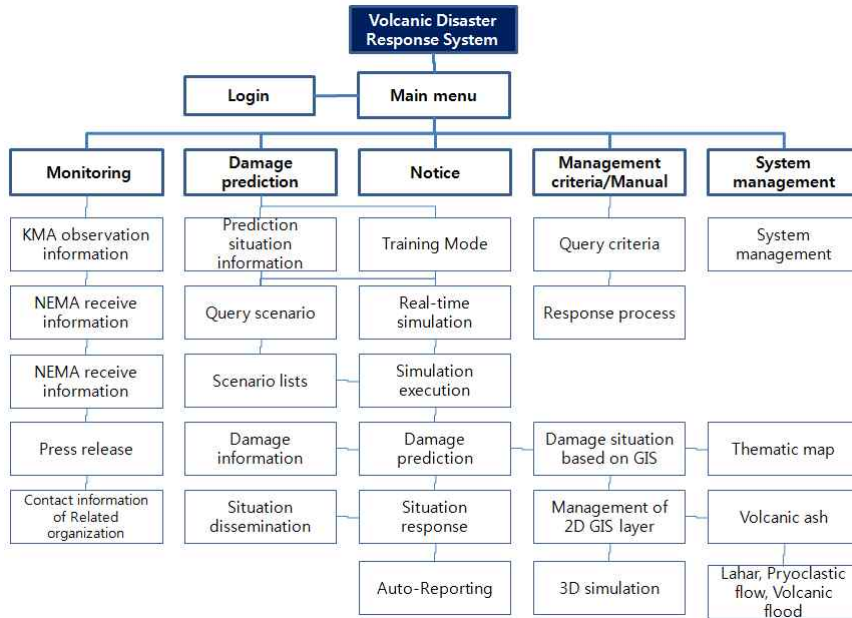 Volcanic Disaster
Response System
Login
Main menu
Monitoring
Damage
prediction
Notice
Management
criteria/Manual
System
management
KMA observation
information
Prediction
situation
information
Training Mode
Query criteria
System
management
NEMA receive
information
Query scenario
Real-time
simulation
Response process
NEMA receive
information
Scenario lists
Simulation
execution
Press release
Damage
information
Damage
prediction
Damage situation
based on GIS
Thematic map
Contact information
of Related
organization
Situation
dissemination
Situation
response
Management of
2D GIS layer
Volcanic ash
Auto-Reporting
3D simulation
Lahar, Pryoclastic
flow, Volcanic
flood